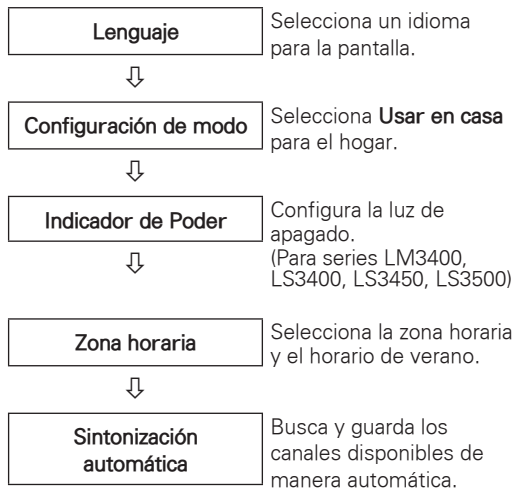 Lenguaje
Selecciona un idioma
para la pantalla.
Configuración de modo
Selecciona Usar en casa
para el hogar.
Indicador de Poder
Configura la luz de
apagado.
(Para series LM3400,
LS3400, LS3450, LS3500)
Zona horaria
Selecciona la zona horaria
y el horario de verano.
Sintonización
automática
Busca y guarda los
canales disponibles de
manera automática.